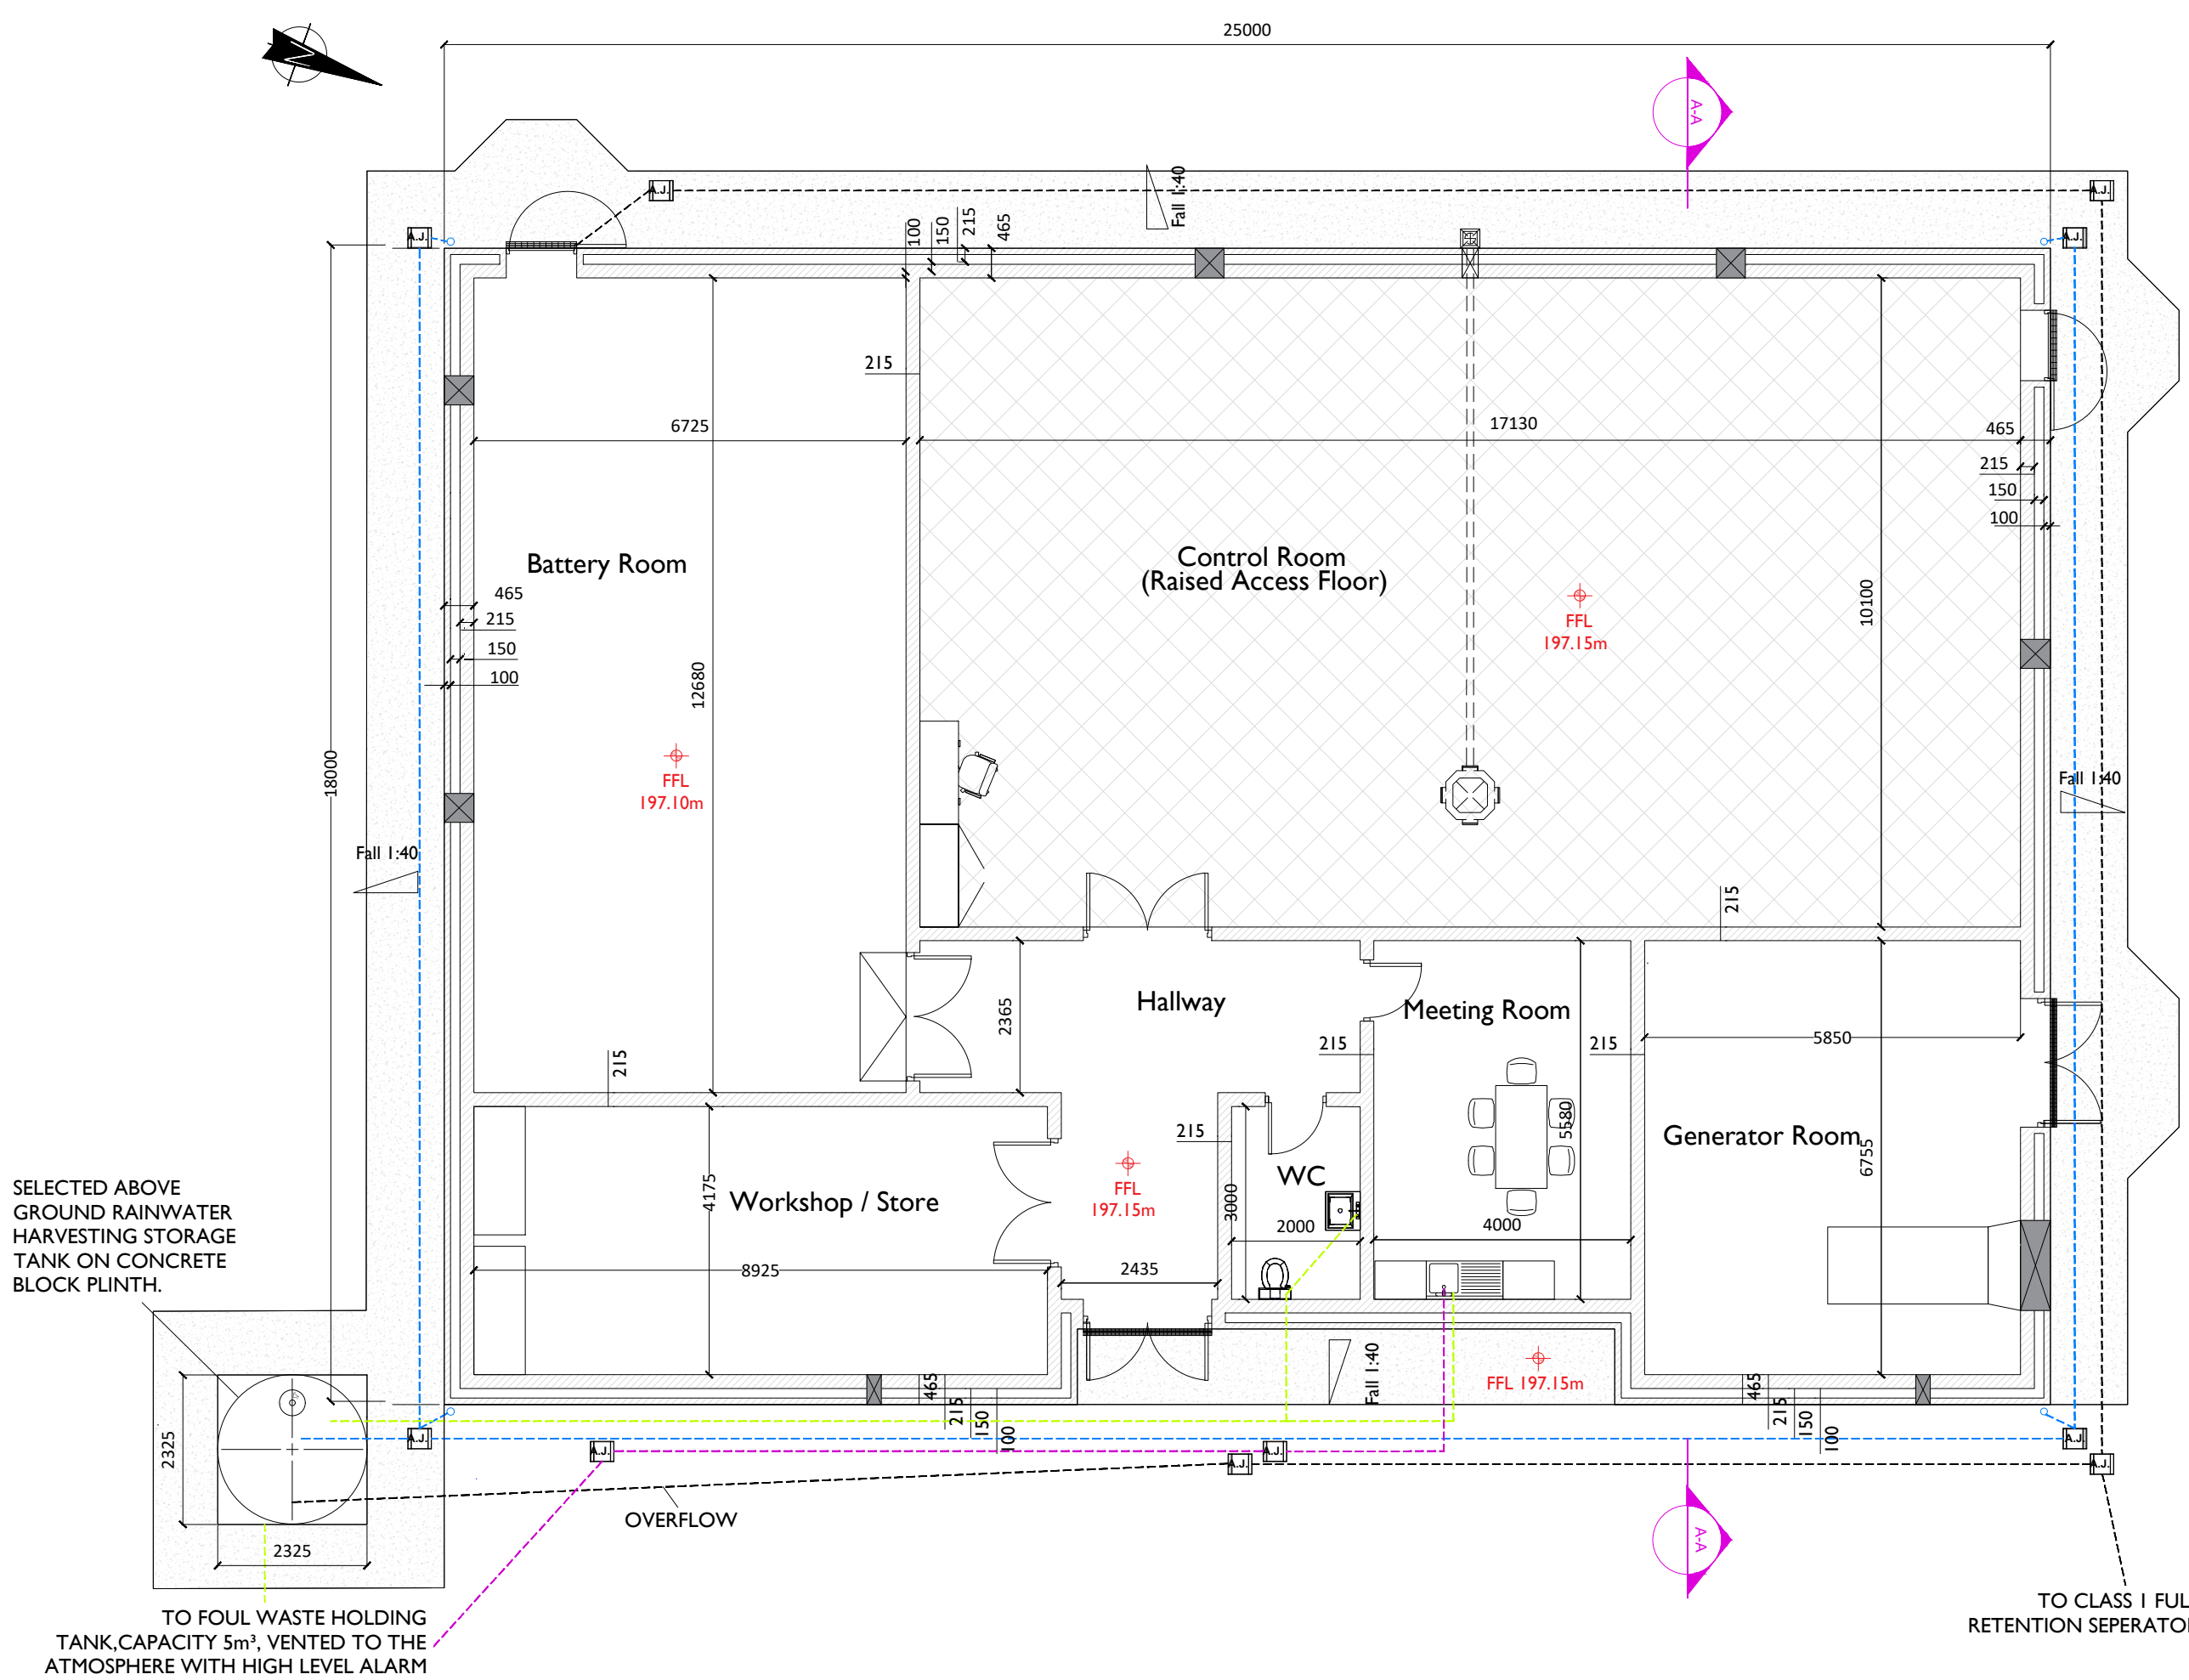 25000
A-A
Fall 1:40
A.J.
A.J.
A.J.
A.J.
100
150
215
465
215
6725
17130
465
215
150
100
Battery Room
Control Room
(Raised Access Floor)
465
215
150
100
10100
FFL
197.15m
12680
18000
FFL
197.10m
Fall 1:40
Fall 1:40
215
2365
Hallway
Meeting Room
215
215
5850
215
5580
Generator Room
6755
215
WC
FFL
197.15m
4175
Workshop / Store
3000
2000
4000
8925
2435
SELECTED ABOVE
GROUND RAINWATER
HARVESTING STORAGE
TANK ON CONCRETE
BLOCK PLINTH.
465
215
150
100
Fall 1:40
FFL 197.15m
465
215
150
100
A.J.
A.J.
A.J.
A.J.
A.J.
A.J.
2325
2325
OVERFLOW
A-A
TO FOUL WASTE HOLDING
TANK,CAPACITY 5m³, VENTED TO THE
ATMOSPHERE WITH HIGH LEVEL ALARM
TO CLASS 1 FUL
RETENTION SEPERATO